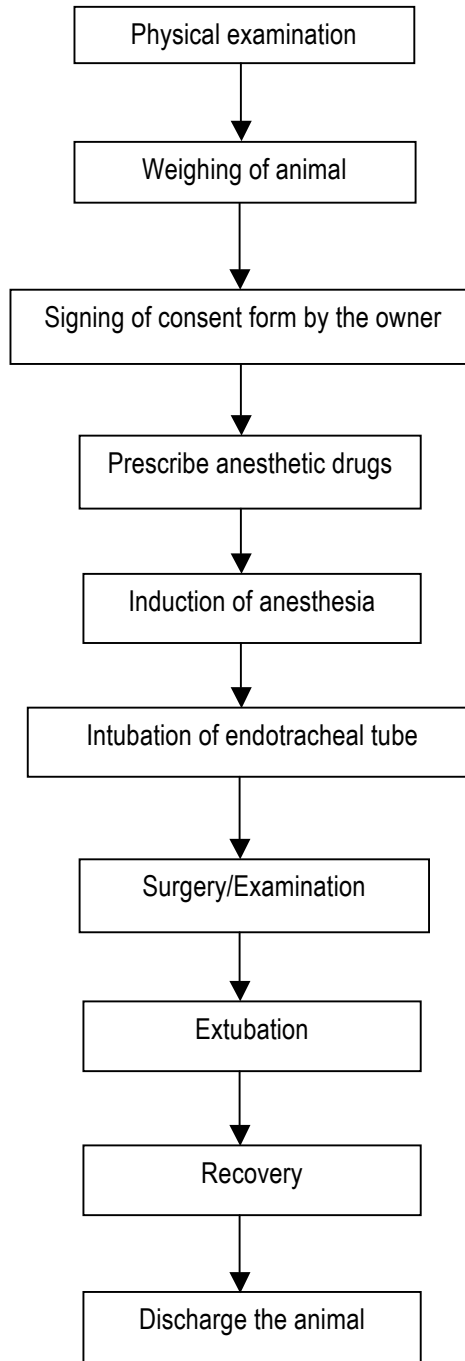 Physical examination
Weighing of animal
Signing of consent form by the owner
Prescribe anesthetic drugs
Induction of anesthesia
Intubation of endotracheal tube
Surgery/Examination
Extubation
Recovery
Discharge the animal